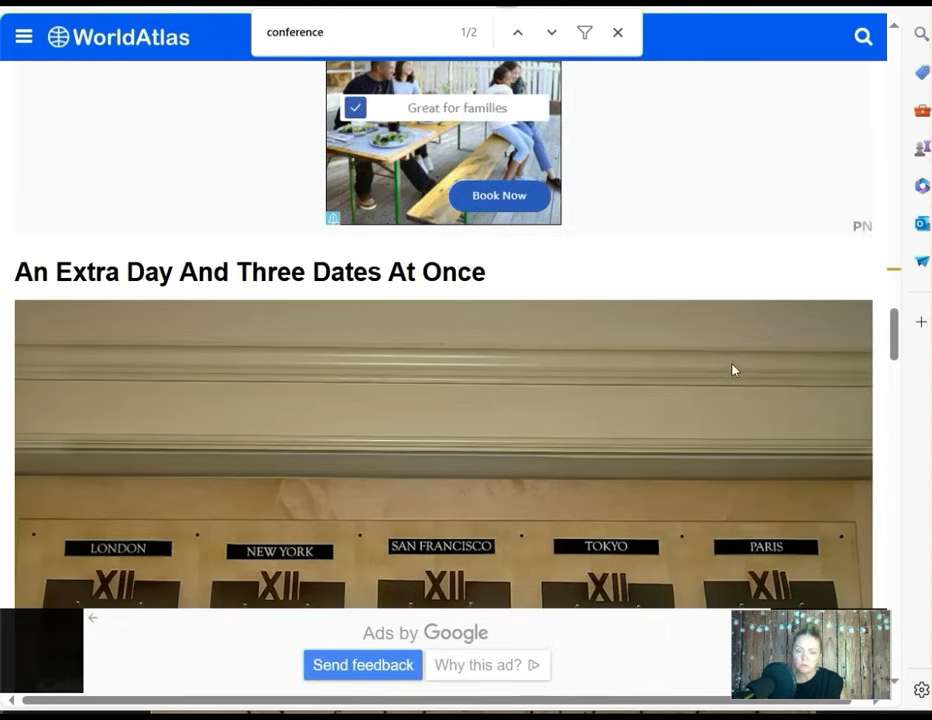 WorldAtlas
conference
1/2
Great for families
Book Now
PN
An Extra Day And Three Dates At Once
LONDON
NEW YORK
SAN FRANCISCO
TOKYO
PARIS
XII
XII
XII
XII
XII
Ads by Google
Send feedback
Why this ad?